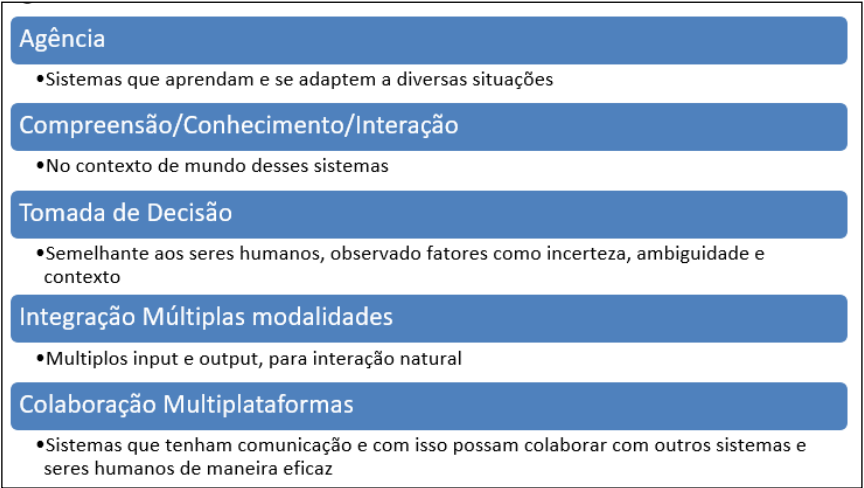 Agência
•Sistemas que aprendam e se adaptem a diversas situações
Compreensão/Conhecimento/Interação
•No contexto de mundo desses sistemas
Tomada de Decisão
•Semelhante aos seres humanos, observado fatores como incerteza, ambiguidade e
contexto
Integração Múltiplas modalidades
•Multiplos input e output, para interação natural
Colaboração Multiplataformas
•Sistemas que tenham comunicação e com isso possam colaborar com outros sistemas e
seres humanos de maneira eficaz